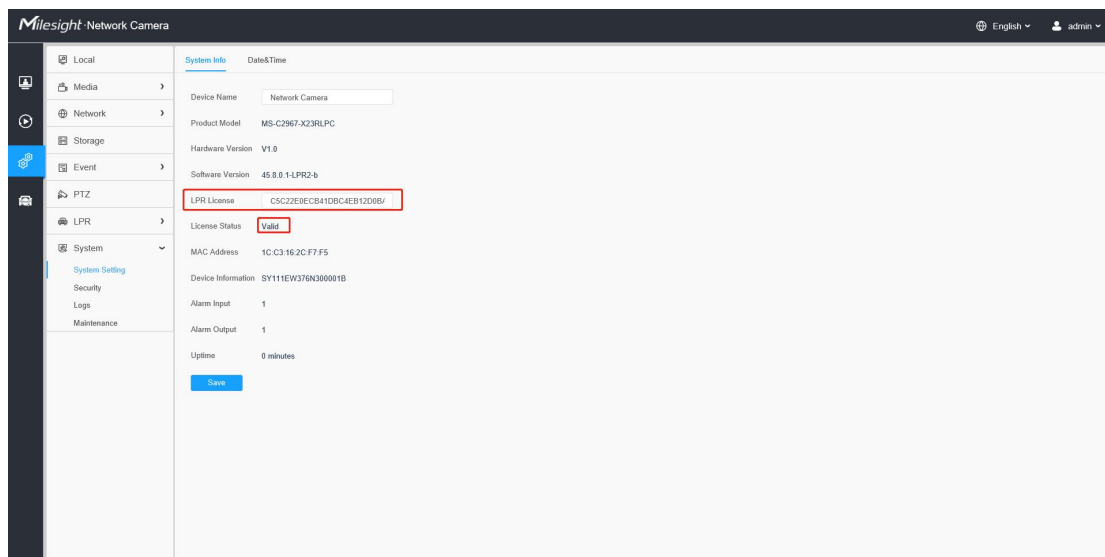 Milesight Network Camera
English
admin
Local
Media
Network
Storage
Event
PTZ
LPR
System
System Setting
Security
Logs
Maintenance
System Info Date&Time
Device Name Network Camera
Product Model MS-C2967-X23RLPC
Hardware Version V1.0
Software Version 45.8.0.1-LPR2-b
LPR License C5C22E0ECB41DBC4EB12D0B/
License Status Valid
MAC Address 1C:C3:16:2C:F7:F5
Device Information SY111EW376N300001B
Alarm Input 1
Alarm Output 1
Uptime 0 minutes
Save